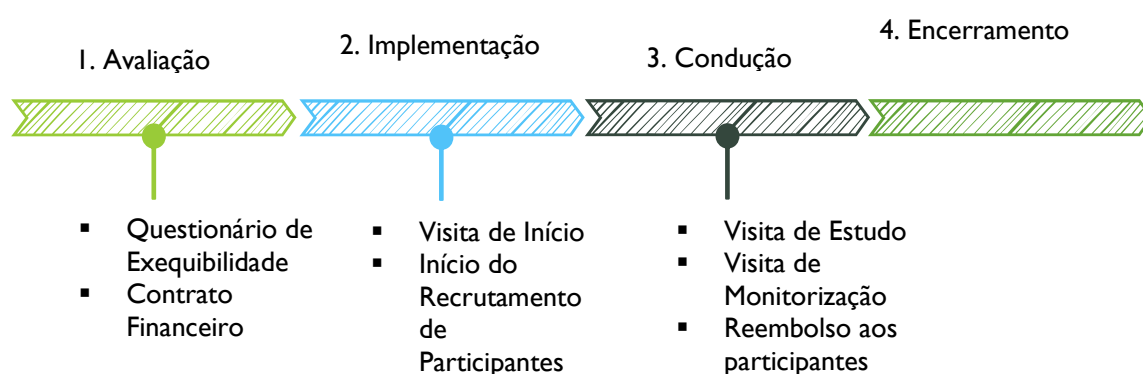 1. Avaliação
2. Implementação
3. Condução
4. Encerramento
▪ Questionário de
Exequibilidade
▪ Contrato
Financeiro
▪ Visita de Início
▪ Início do
Recrutamento
de
Participantes
▪ Visita de Estudo
▪ Visita de
Monitorização
▪ Reembolso aos
participantes